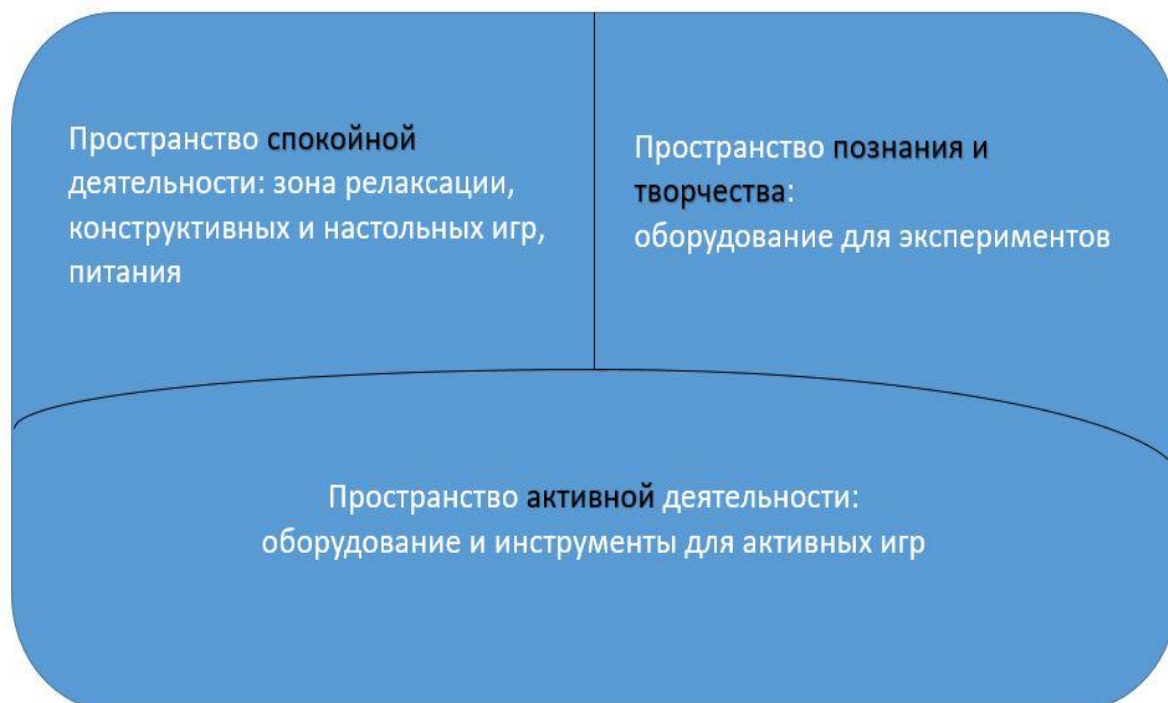 Пространство спокойной
деятельности: зона релаксации,
конструктивных и настольных игр,
питания
Пространство познания и
творчества:
оборудование для экспериментов
Пространство активной деятельности:
оборудование и инструменты для активных игр